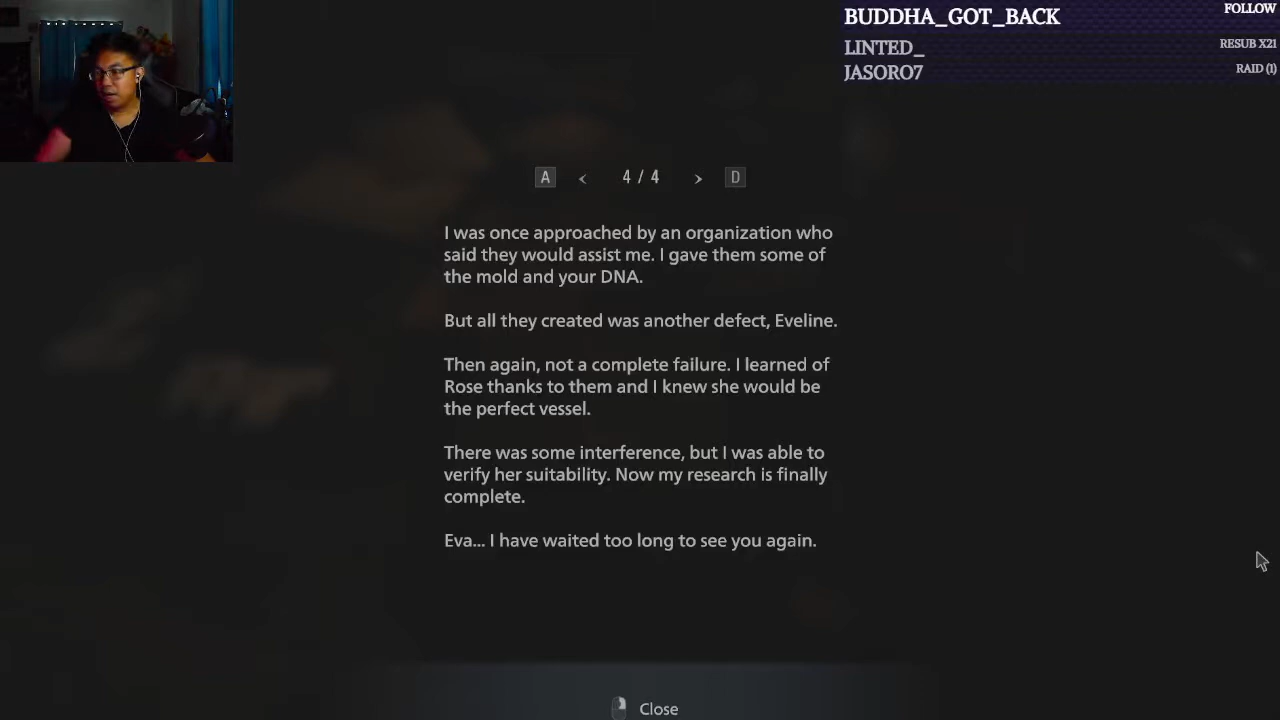 BUDDHA_GOT_BACK FOLLOW
LINTED_ RESUB X21
JASORO7 RAID (1)
A < 4 / 4 > D
I was once approached by an organization who
said they would assist me. I gave them some of
the mold and your DNA.
But all they created was another defect, Eveline.
Then again, not a complete failure. I learned of
Rose thanks to them and I knew she would be
the perfect vessel.
There was some interference, but I was able to
verify her suitability. Now my research is finally
complete.
Eva... I have waited too long to see you again.
Close